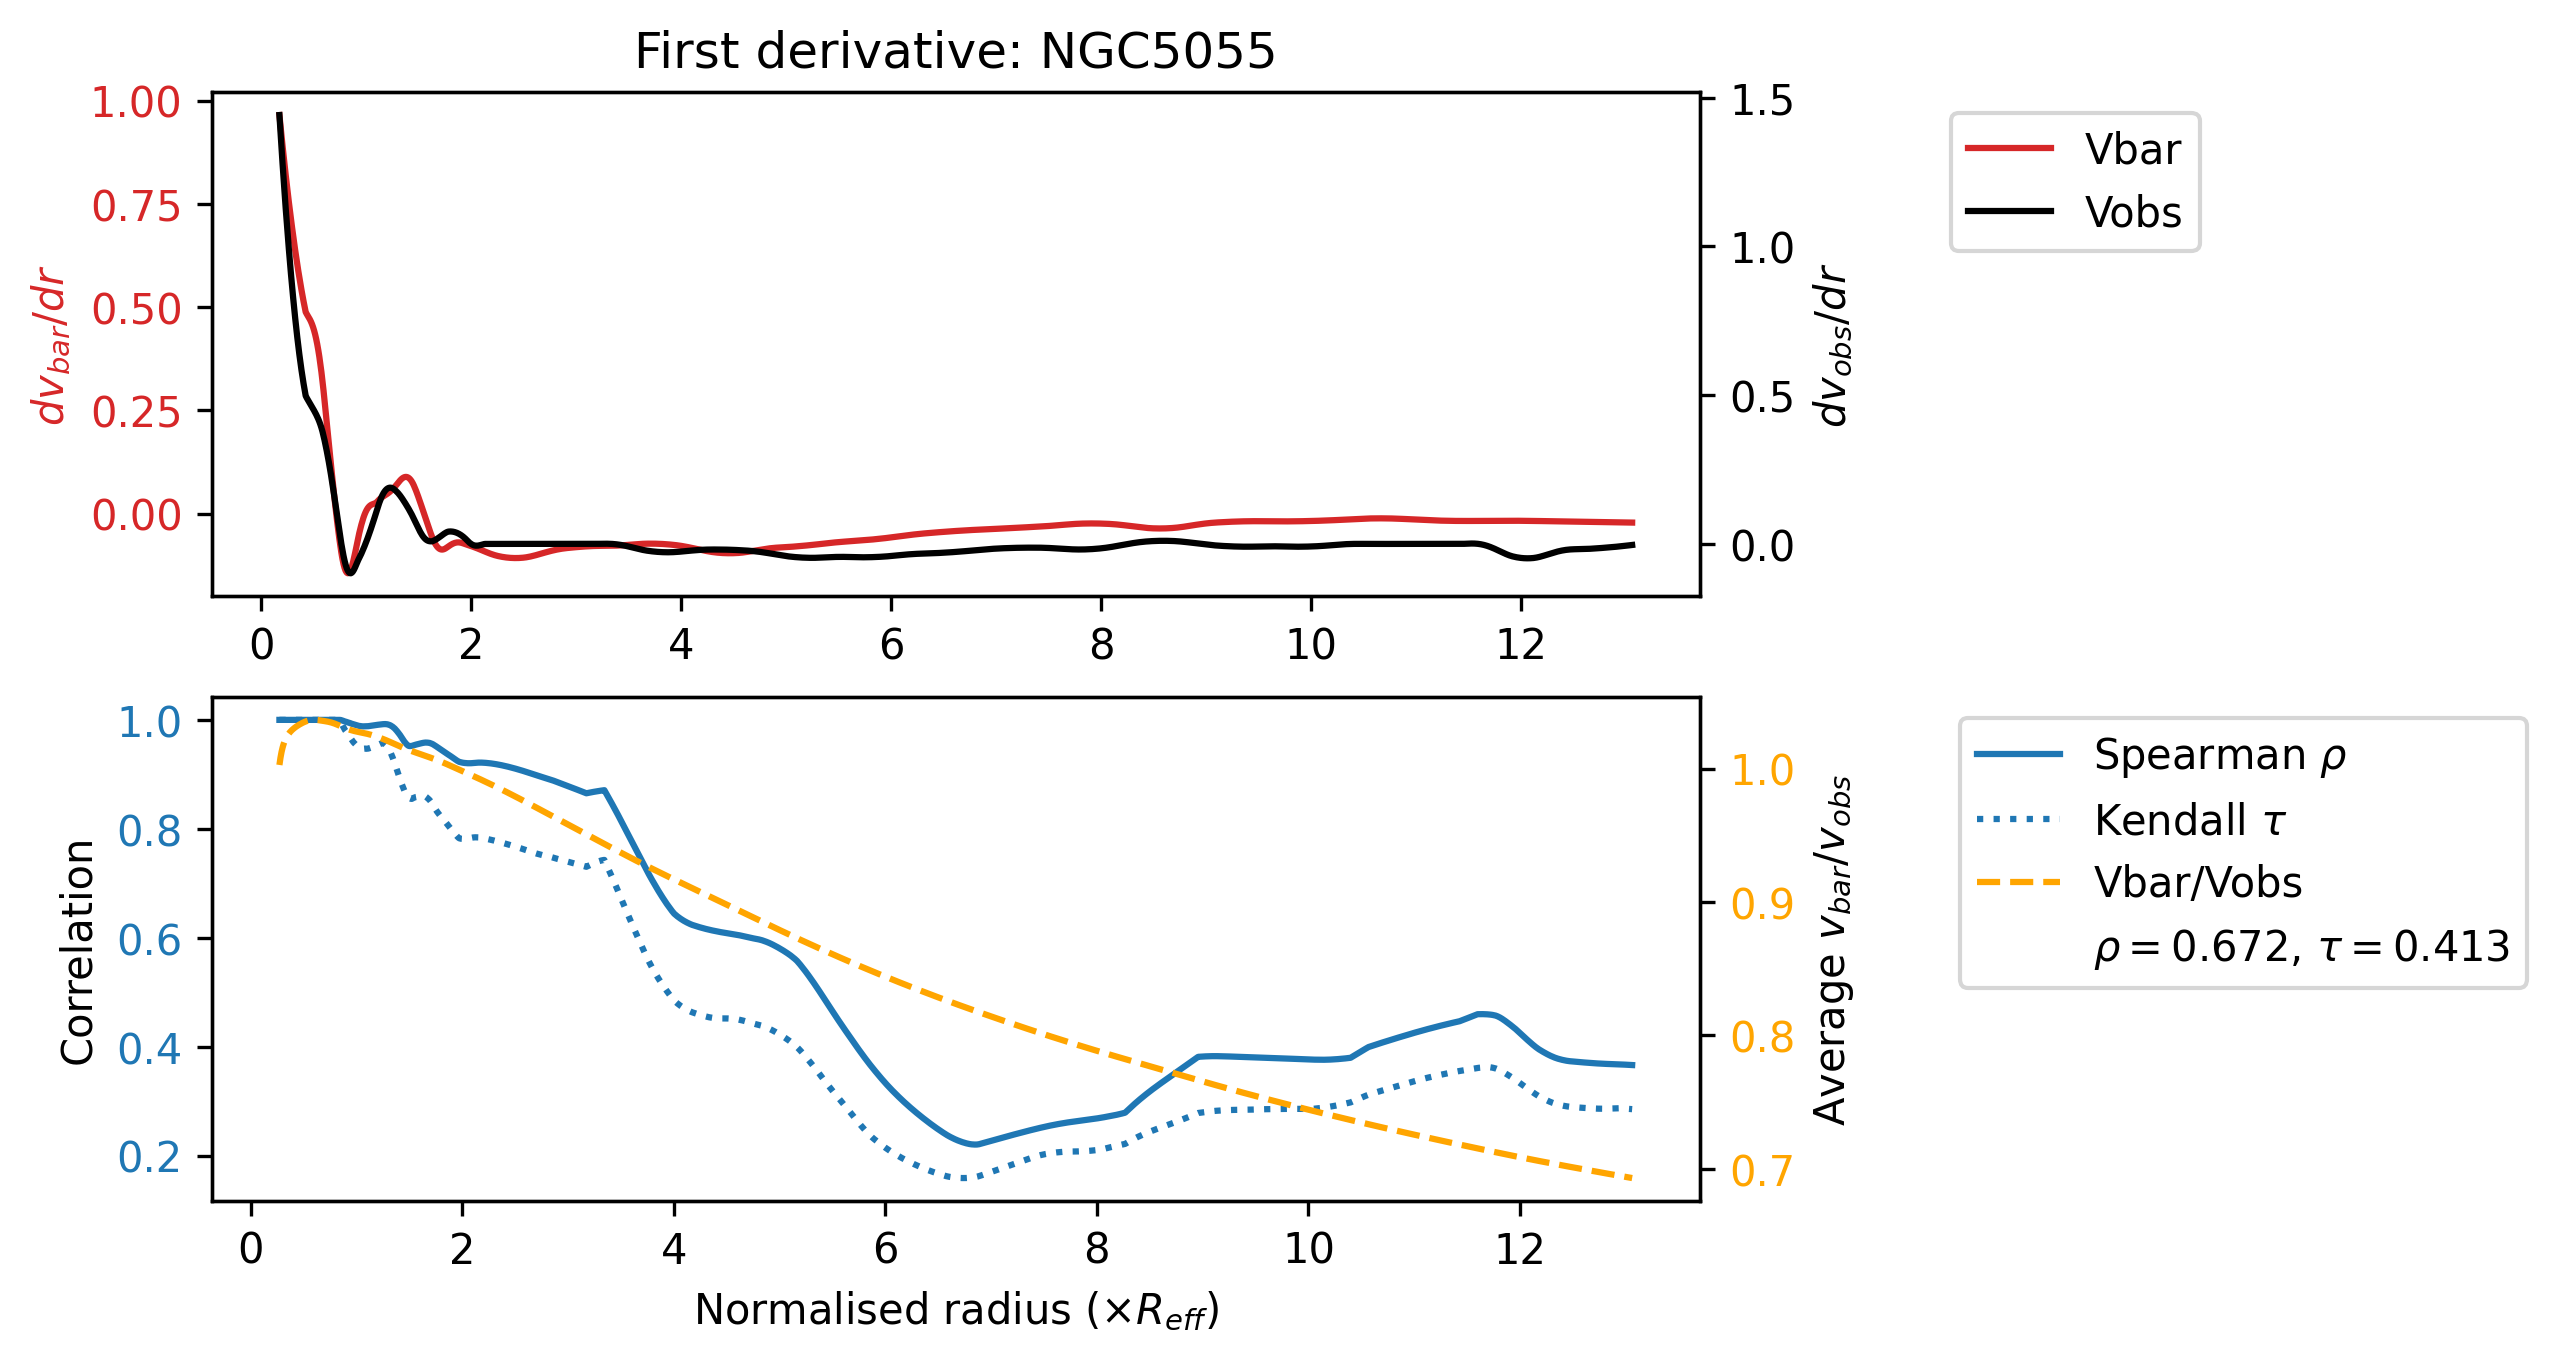 First derivative: NGC5055
1.00
0.75
0.50
0.25
0.00
dv_bar/dr
1.5
1.0
0.5
0.0
dv_obs/dr
0 2 4 6 8 10 12
Vbar
Vobs
1.0
0.8
0.6
0.4
0.2
Correlation
1.0
0.9
0.8
0.7
Average v_bar/v_obs
0 2 4 6 8 10 12
Normalised radius (×R_eff)
Spearman ρ
Kendall τ
Vbar/Vobs
ρ = 0.672, τ = 0.413